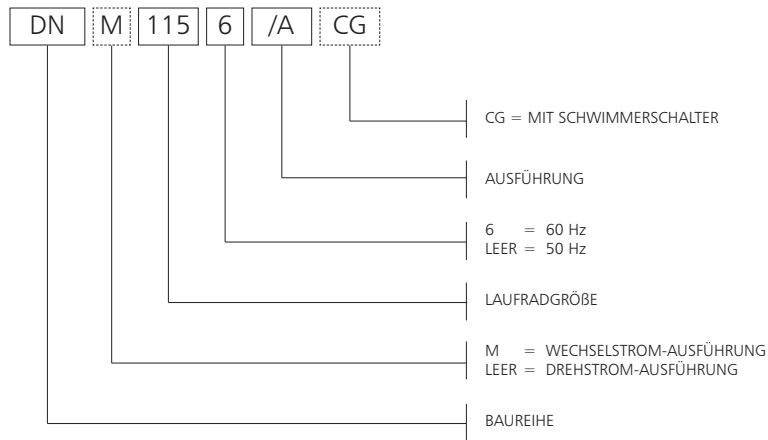 DN M 115 6 /A CG
CG = MIT SCHWIMMERSCHALTER
AUSFÜHRUNG
6 = 60 Hz
LEER = 50 Hz
LAUFRADGRÖßE
M = WECHSELSTROM-AUSFÜHRUNG
LEER = DREHSTROM-AUSFÜHRUNG
BAUREIHE